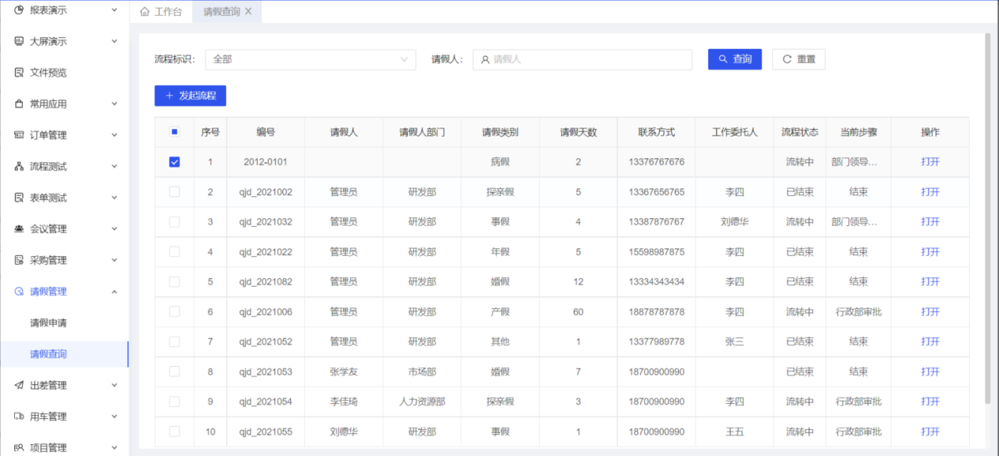 报表演示
大屏演示
文件预览
常用应用
订单管理
流程测试
表单测试
会议管理
采购管理
请假管理
请假申请
请假查询
出差管理
用车管理
项目管理
工作台 请假查询
流程标识： 全部 请假人： 请假人 查询 重置
发起流程
序号 编号 请假人 请假人部门 请假类别 请假天数 联系方式 工作委托人 流程状态 当前步骤 操作
1 2012-0101 病假 2 13376767676 流转中 部门领导... 打开
2 qjd_2021002 管理员 研发部 探亲假 5 13367656765 李四 已结束 结束 打开
3 qjd_2021032 管理员 研发部 事假 4 13387876767 刘德华 流转中 部门领导... 打开
4 qjd_2021022 管理员 研发部 年假 5 15598987875 李四 已结束 结束 打开
5 qjd_2021082 管理员 研发部 婚假 12 13334343434 李四 已结束 结束 打开
6 qjd_2021006 管理员 研发部 产假 60 18878787878 李四 流转中 行政部审批 打开
7 qjd_2021052 管理员 研发部 其他 1 13377989778 张三 已结束 结束 打开
8 qjd_2021053 张学友 市场部 婚假 7 18700900990 已结束 结束 打开
9 qjd_2021054 李佳琦 人力资源部 探亲假 3 18700900990 李四 流转中 行政部审批 打开
10 qjd_2021055 刘德华 研发部 事假 1 18700900990 王五 流转中 行政部审批 打开